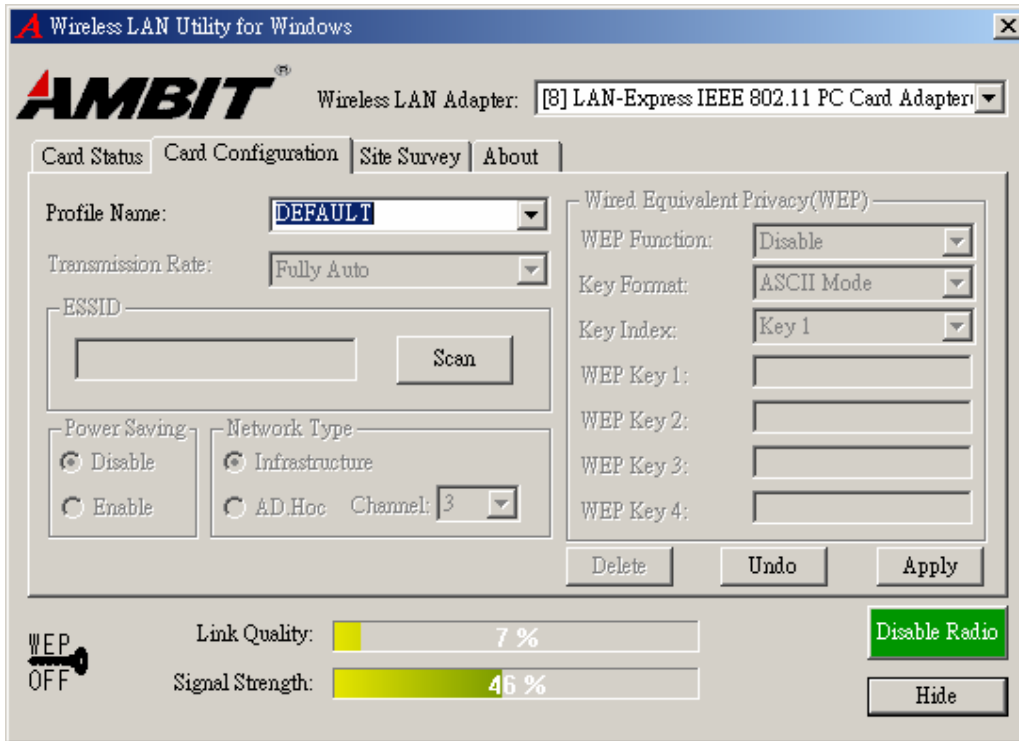 Wireless LAN Utility for Windows
AMBIT®
Wireless LAN Adapter: [8] LAN-Express IEEE 802.11 PC Card Adapter
Card Status Card Configuration Site Survey About
Profile Name: DEFAULT
Transmission Rate: Fully Auto
ESSID
Scan
Power Saving
Disable
Enable
Network Type
Infrastructure
AD.Hoc Channel: 3
Wired Equivalent Privacy(WEP)
WEP Function: Disable
Key Format: ASCII Mode
Key Index: Key 1
WEP Key 1:
WEP Key 2:
WEP Key 3:
WEP Key 4:
Delete Undo Apply
WEP
OFF
Link Quality: 7 %
Signal Strength: 46 %
Disable Radio
Hide